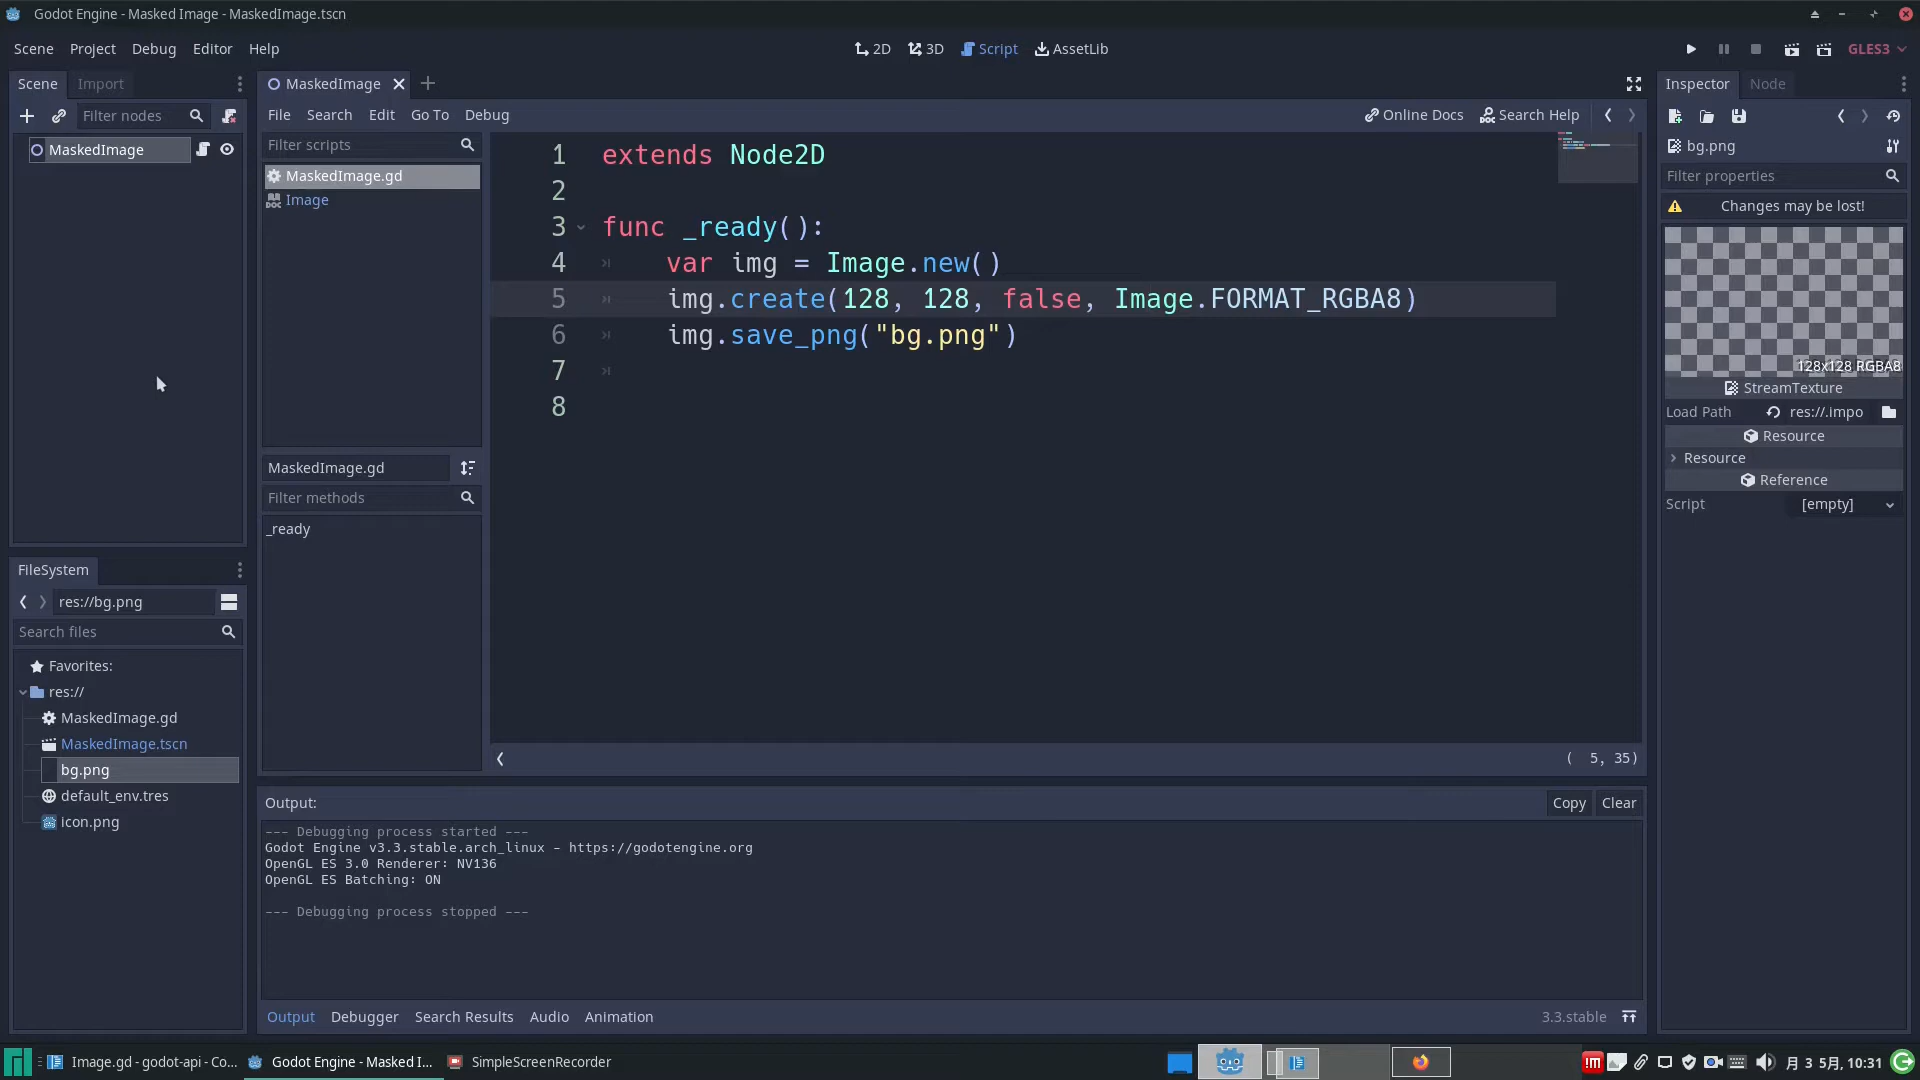 Godot Engine - Masked Image - MaskedImage.tscn
Scene Project Debug Editor Help
2D 3D Script AssetLib
GLES3
Scene Import
Filter nodes
MaskedImage
FileSystem
res://bg.png
Search files
Favorites:
res://
MaskedImage.gd
MaskedImage.tscn
bg.png
default_env.tres
icon.png
MaskedImage
File Search Edit Go To Debug
Online Docs Search Help
Filter scripts
MaskedImage.gd
Image
MaskedImage.gd
Filter methods
_ready
1 extends Node2D
2
3 func _ready():
4 var img = Image.new()
5 img.create(128, 128, false, Image.FORMAT_RGBA8)
6 img.save_png("bg.png")
7
8
( 5, 35)
Output:
Copy Clear
--- Debugging process started ---
Godot Engine v3.3.stable.arch_linux - https://godotengine.org
OpenGL ES 3.0 Renderer: NV136
OpenGL ES Batching: ON
--- Debugging process stopped ---
Output Debugger Search Results Audio Animation
3.3.stable
Inspector Node
bg.png
Filter properties
Changes may be lost!
128x128 RGBA8
StreamTexture
Load Path res://.impo
Resource
Resource
Reference
Script [empty]
Image.gd - godot-api - Co...
Godot Engine - Masked I...
SimpleScreenRecorder
月 3 5月, 10:31